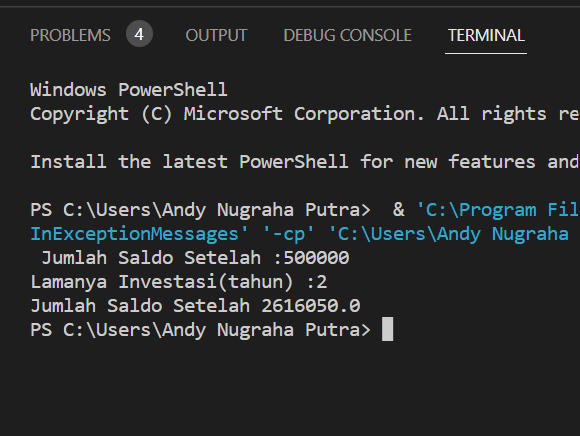 PROBLEMS 4 OUTPUT DEBUG CONSOLE TERMINAL
Windows PowerShell
Copyright (C) Microsoft Corporation. All rights re
Install the latest PowerShell for new features and
PS C:\Users\Andy Nugraha Putra>  & 'C:\Program Fil
InExceptionMessages' '-cp' 'C:\Users\Andy Nugraha
Jumlah Saldo Setelah :500000
Lamanya Investasi(tahun) :2
Jumlah Saldo Setelah 2616050.0
PS C:\Users\Andy Nugraha Putra>